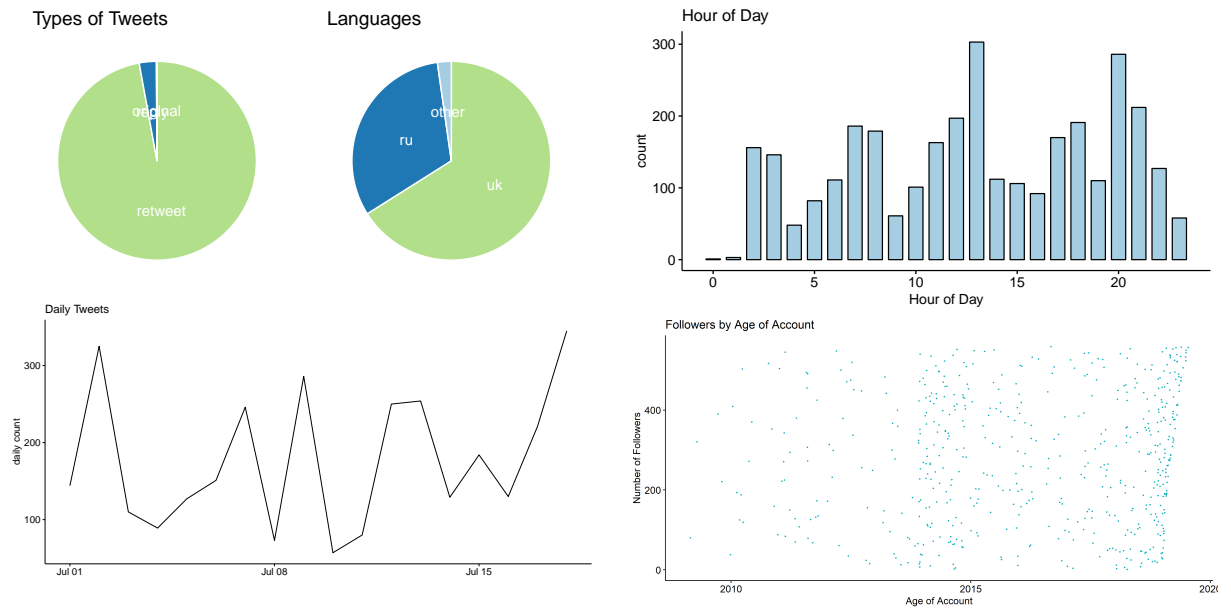 Types of Tweets
original
reply
retweet
Languages
other
ru
uk
Hour of Day
300
200
100
0
count
0 5 10 15 20
Hour of Day
Daily Tweets
300
200
100
daily count
Jul 01 Jul 08 Jul 15
Followers by Age of Account
400
200
0
Number of Followers
2010 2015 2020
Age of Account